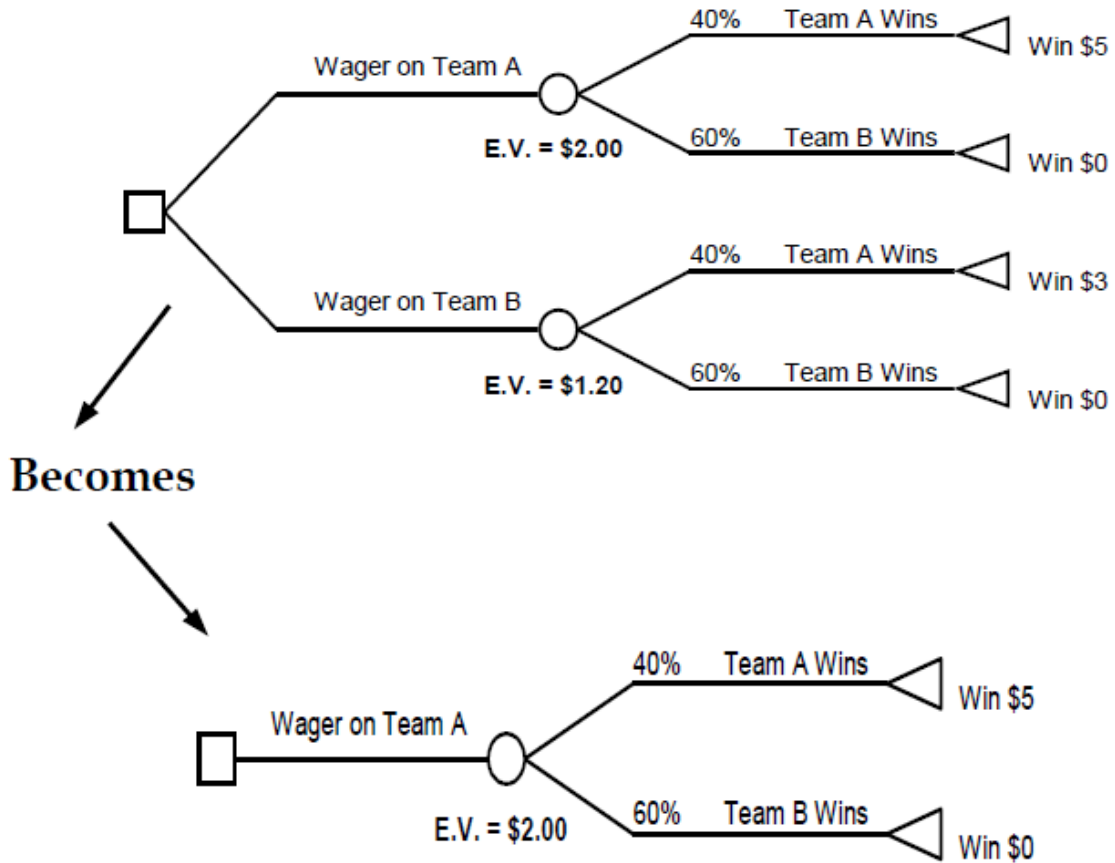 40% Team A Wins
Win $5
Wager on Team A
E.V. = $2.00
60% Team B Wins
Win $0
40% Team A Wins
Win $3
Wager on Team B
E.V. = $1.20
60% Team B Wins
Win $0
Becomes
40% Team A Wins
Win $5
Wager on Team A
E.V. = $2.00
60% Team B Wins
Win $0